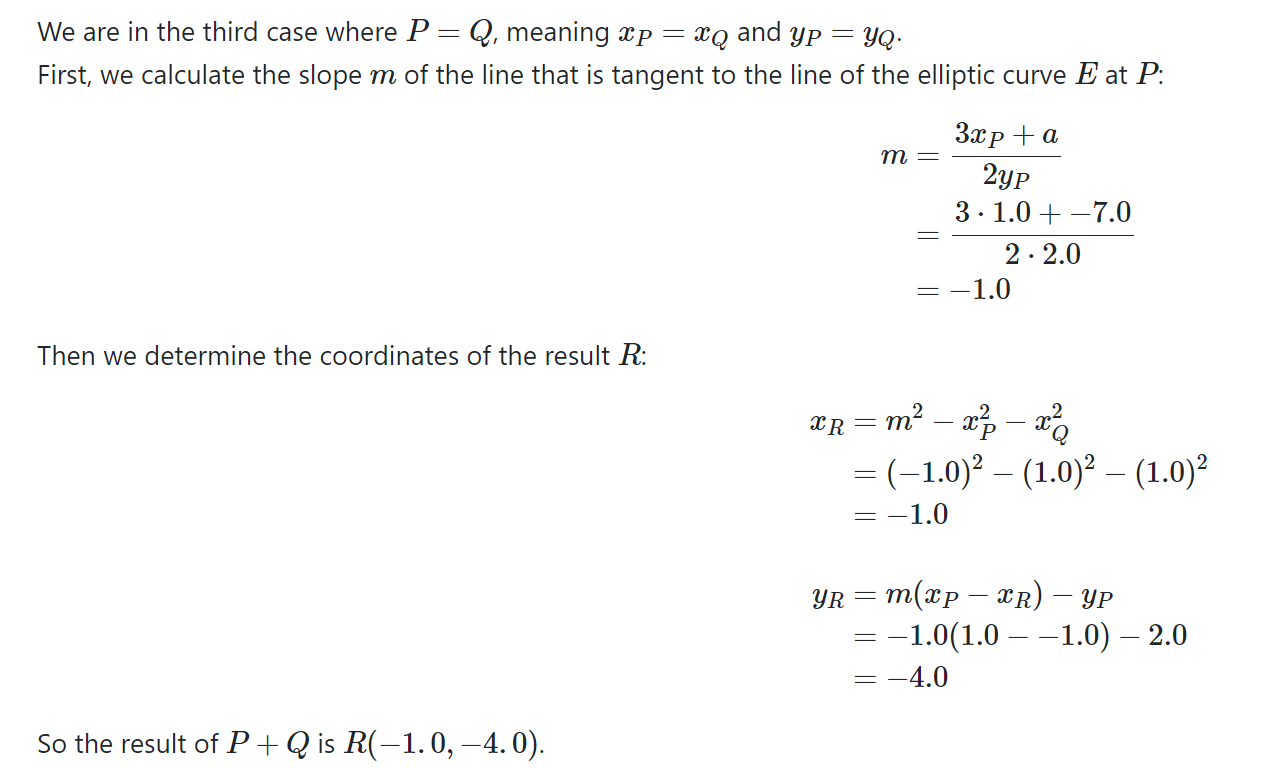 We are in the third case where P = Q, meaning x_P = x_Q and y_P = y_Q.
First, we calculate the slope m of the line that is tangent to the line of the elliptic curve E at P:
m = \frac{3x_P + a}{2y_P}
= \frac{3 · 1.0 + −7.0}{2 · 2.0}
= −1.0
Then we determine the coordinates of the result R:
x_R = m^2 − x_P^2 − x_Q^2
= (−1.0)^2 − (1.0)^2 − (1.0)^2
= −1.0
y_R = m(x_P − x_R) − y_P
= −1.0(1.0 − −1.0) − 2.0
= −4.0
So the result of P + Q is R(−1.0, −4.0).